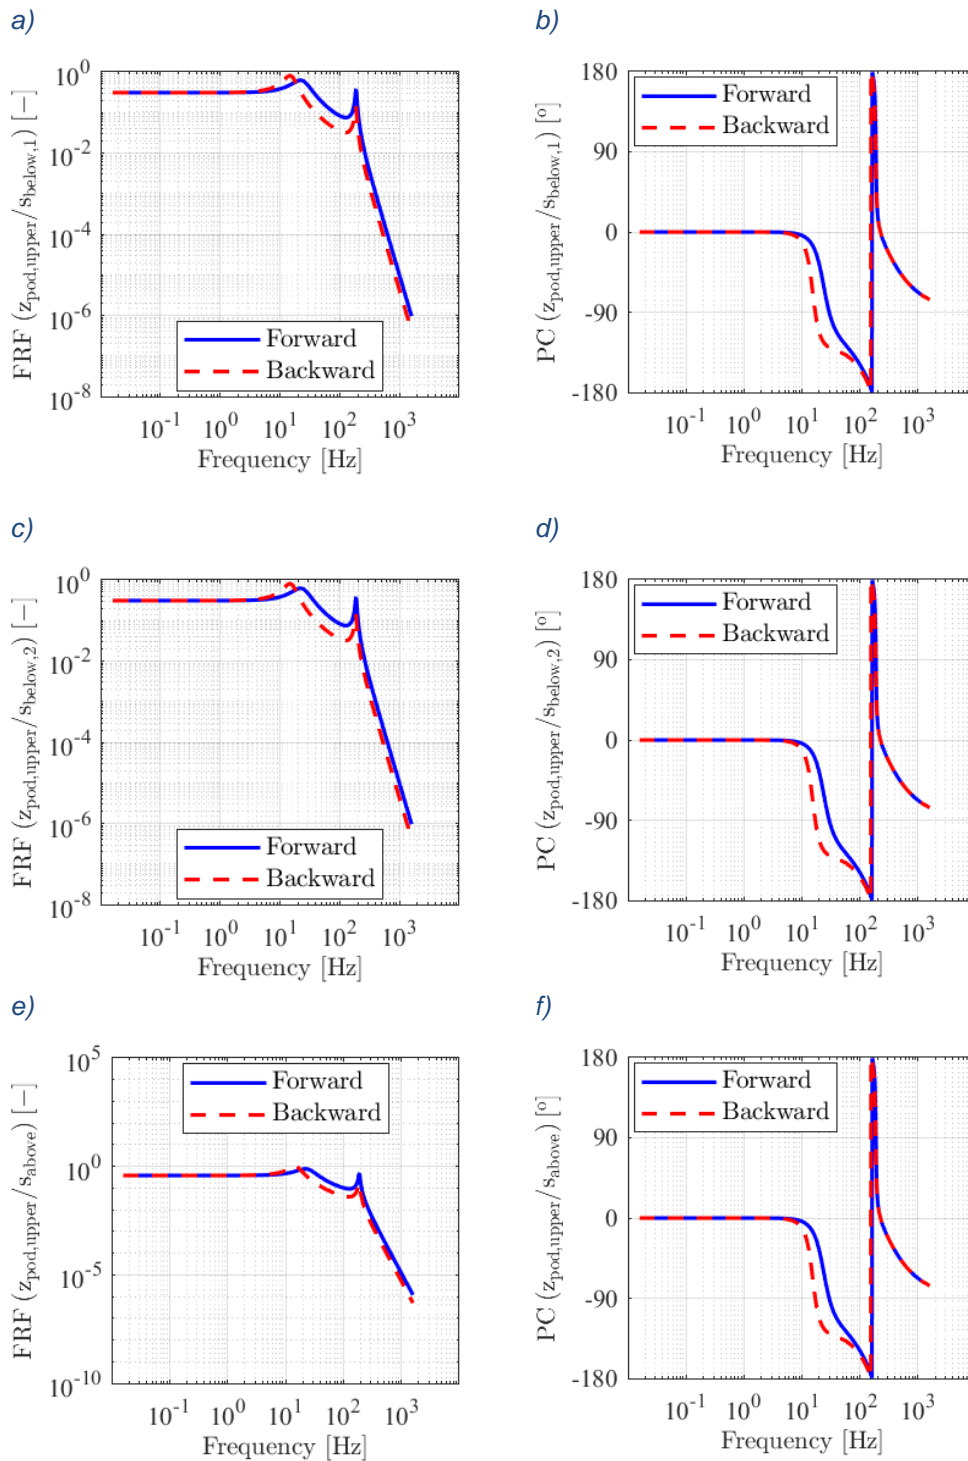 a)
b)
10^0
10^-2
10^-4
10^-6
10^-8
FRF (z_pod,upper/s_below,1) [−]
Forward
Backward
10^-1 10^0 10^1 10^2 10^3
Frequency [Hz]
180
90
0
-90
-180
PC (z_pod,upper/s_below,1) [°]
Forward
Backward
10^-1 10^0 10^1 10^2 10^3
Frequency [Hz]
c)
d)
10^0
10^-2
10^-4
10^-6
10^-8
FRF (z_pod,upper/s_below,2) [−]
Forward
Backward
10^-1 10^0 10^1 10^2 10^3
Frequency [Hz]
180
90
0
-90
-180
PC (z_pod,upper/s_below,2) [°]
Forward
Backward
10^-1 10^0 10^1 10^2 10^3
Frequency [Hz]
e)
f)
10^5
10^0
10^-5
10^-10
FRF (z_pod,upper/s_above) [−]
Forward
Backward
10^-1 10^0 10^1 10^2 10^3
Frequency [Hz]
180
90
0
-90
-180
PC (z_pod,upper/s_above) [°]
Forward
Backward
10^-1 10^0 10^1 10^2 10^3
Frequency [Hz]